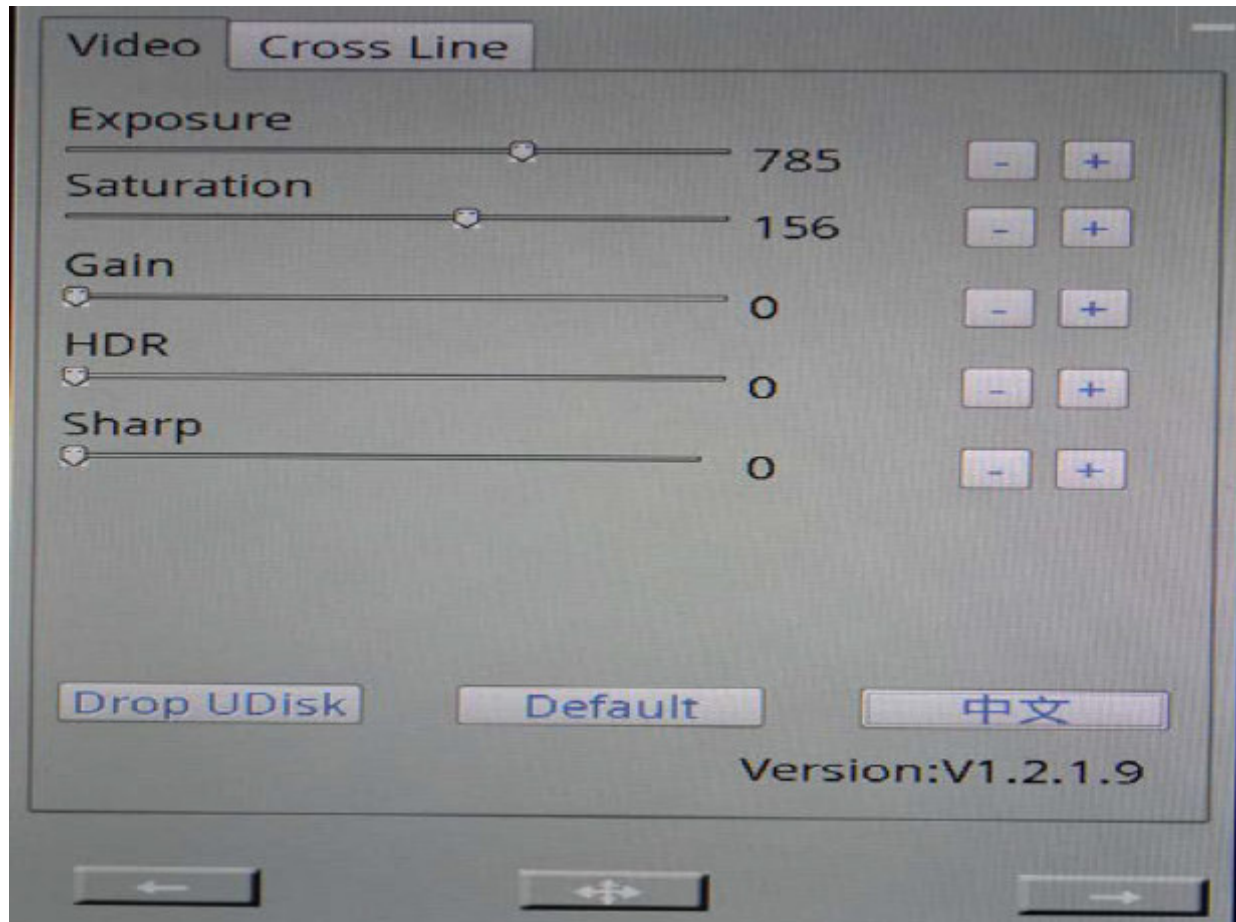 Video Cross Line
Exposure
785 - +
Saturation
156 - +
Gain
0 - +
HDR
0 - +
Sharp
0 - +
Drop UDisk Default 中文
Version:V1.2.1.9